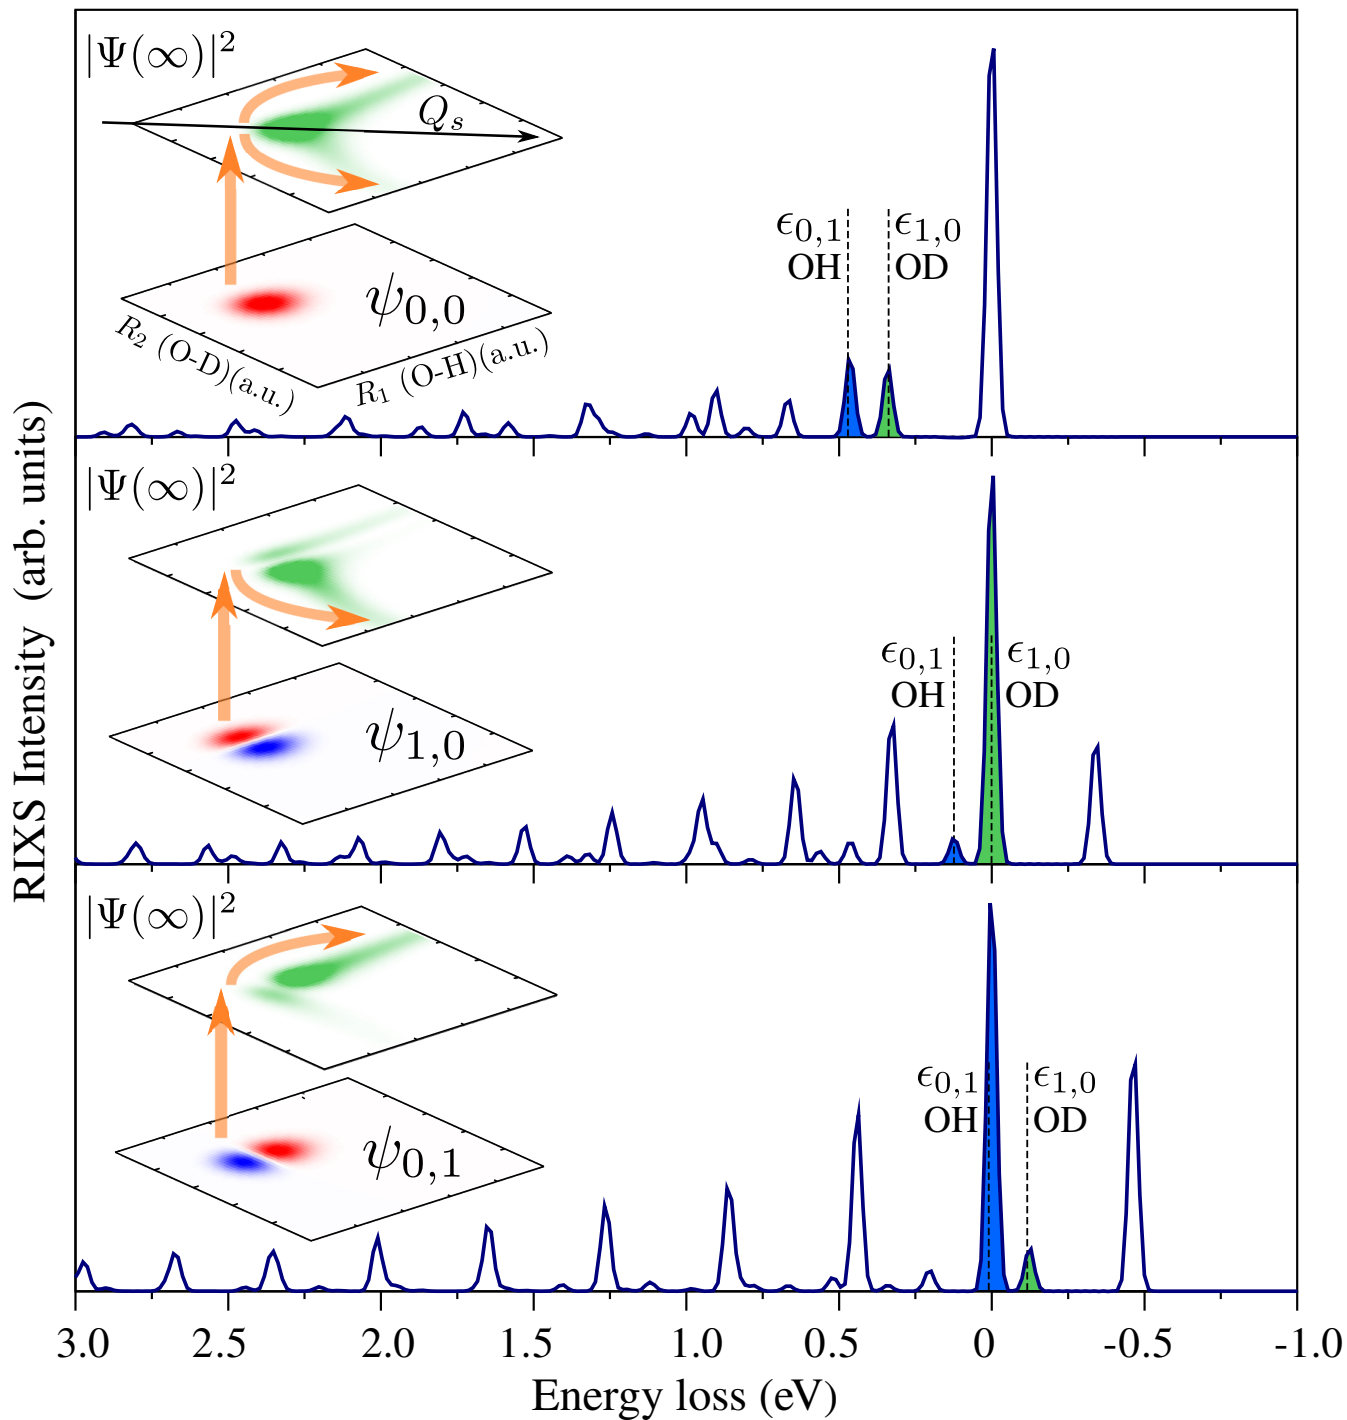 |Ψ(∞)|²
Q_s
ψ_{0,0}
R₂ (O-D)(a.u.)
R₁ (O-H)(a.u.)
ϵ_{0,1}
OH
ϵ_{1,0}
OD
|Ψ(∞)|²
ψ_{1,0}
ϵ_{0,1}
OH
ϵ_{1,0}
OD
|Ψ(∞)|²
ψ_{0,1}
ϵ_{0,1}
OH
ϵ_{1,0}
OD
RIXS Intensity (arb. units)
3.0 2.5 2.0 1.5 1.0 0.5 0 -0.5 -1.0
Energy loss (eV)